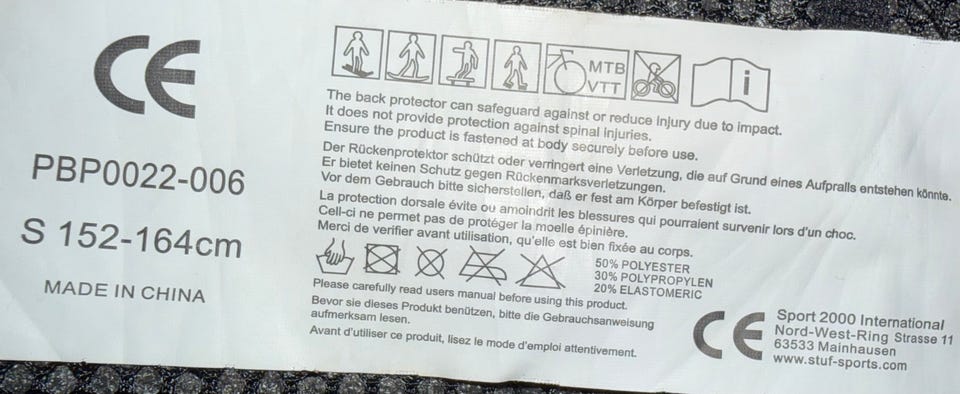 CE
PBP0022-006
S 152-164cm
MADE IN CHINA
MTB
VTT
i
The back protector can safeguard against or reduce injury due to impact.
It does not provide protection against spinal injuries.
Ensure the product is fastened at body securely before use.
Der Rückenprotektor schützt oder verringert eine Verletzung, die auf Grund eines Aufpralls entstehen könnte.
Er bietet keinen Schutz gegen Rückenmarksverletzungen.
Vor dem Gebrauch bitte sicherstellen, daß er fest am Körper befestigt ist.
La protection dorsale évite ou amoindrit les blessures qui pourraient survenir lors d'un choc.
Cell-ci ne permet pas de protéger la moelle épinière.
Merci de verifier avant utilisation, qu'elle est bien fixée au corps.
50% POLYESTER
30% POLYPROPYLEN
20% ELASTOMERIC
Please carefully read users manual before using this product.
Bevor sie dieses Produkt benützen, bitte die Gebrauchsanweisung
aufmerksam lesen.
Avant d'utiliser ce produit, lisez le mode d'emploi attentivement.
CE
Sport 2000 International
Nord-West-Ring Strasse 11
63533 Mainhausen
www.stuf-sports.com